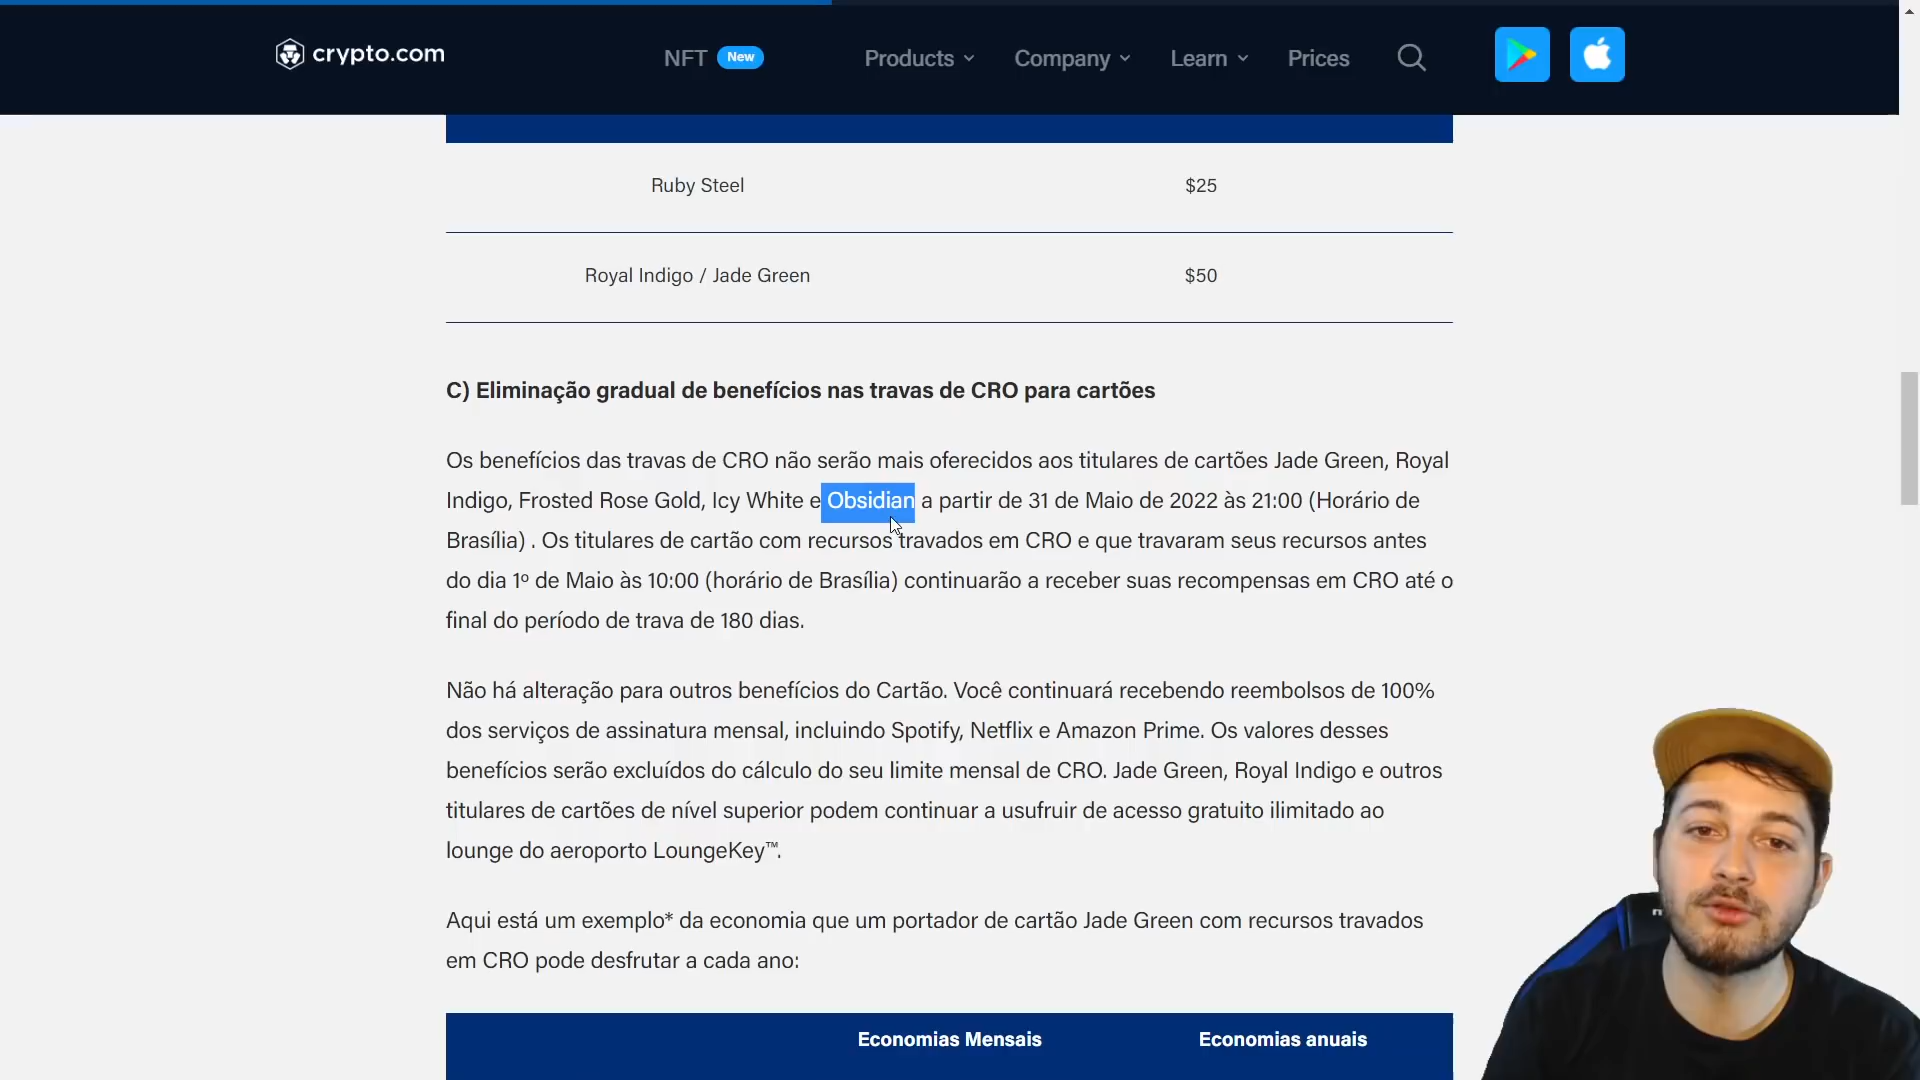 crypto.com
NFT New Products Company Learn Prices
Ruby Steel $25
Royal Indigo / Jade Green $50
C) Eliminação gradual de benefícios nas travas de CRO para cartões
Os benefícios das travas de CRO não serão mais oferecidos aos titulares de cartões Jade Green, Royal
Indigo, Frosted Rose Gold, Icy White e Obsidian a partir de 31 de Maio de 2022 às 21:00 (Horário de
Brasília) . Os titulares de cartão com recursos travados em CRO e que travaram seus recursos antes
do dia 1º de Maio às 10:00 (horário de Brasília) continuarão a receber suas recompensas em CRO até o
final do período de trava de 180 dias.
Não há alteração para outros benefícios do Cartão. Você continuará recebendo reembolsos de 100%
dos serviços de assinatura mensal, incluindo Spotify, Netflix e Amazon Prime. Os valores desses
benefícios serão excluídos do cálculo do seu limite mensal de CRO. Jade Green, Royal Indigo e outros
titulares de cartões de nível superior podem continuar a usufruir de acesso gratuito ilimitado ao
lounge do aeroporto LoungeKey™.
Aqui está um exemplo* da economia que um portador de cartão Jade Green com recursos travados
em CRO pode desfrutar a cada ano:
Economias Mensais Economias anuais